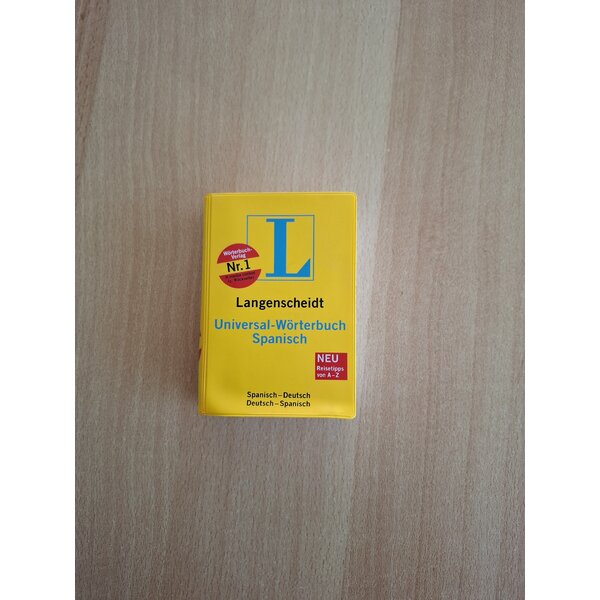 L
Wörterbuch-
Verlag
Nr. 1
Langenscheidt
Universal-Wörterbuch
Spanisch
NEU
Reisetipps
von A–Z
Spanisch – Deutsch
Deutsch – Spanisch